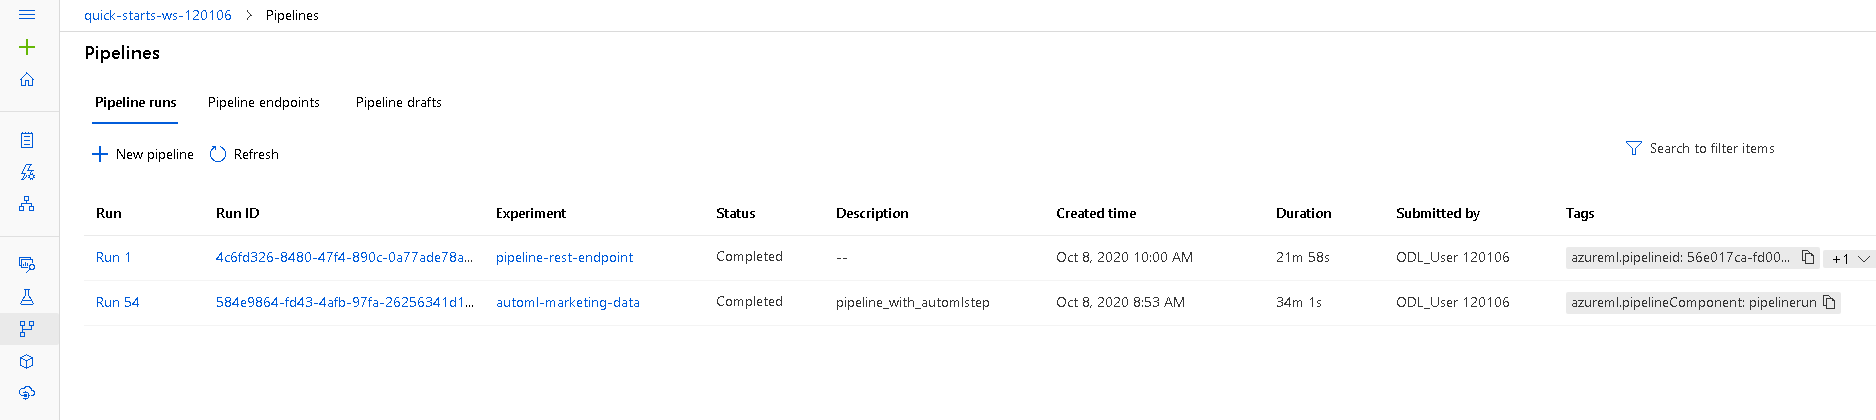 quick-starts-ws-120106 > Pipelines
Pipelines
Pipeline runs Pipeline endpoints Pipeline drafts
New pipeline Refresh Search to filter items
Run Run ID Experiment Status Description Created time Duration Submitted by Tags
Run 1 4c6fd326-8480-47f4-890c-0a77ade78a... pipeline-rest-endpoint Completed -- Oct 8, 2020 10:00 AM 21m 58s ODL_User 120106 azureml.pipelineid: 56e017ca-fd00... +1
Run 54 584e9864-fd43-4afb-97fa-26256341d1... automl-marketing-data Completed pipeline_with_automlstep Oct 8, 2020 8:53 AM 34m 1s ODL_User 120106 azureml.pipelineComponent: pipelinerun